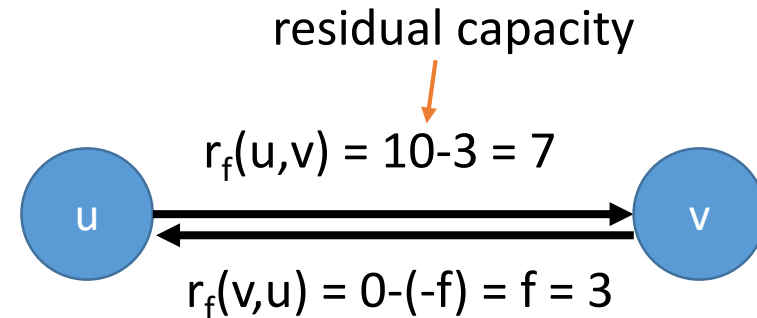 residual capacity
r_f(u,v) = 10-3 = 7
u
v
r_f(v,u) = 0-(-f) = f = 3